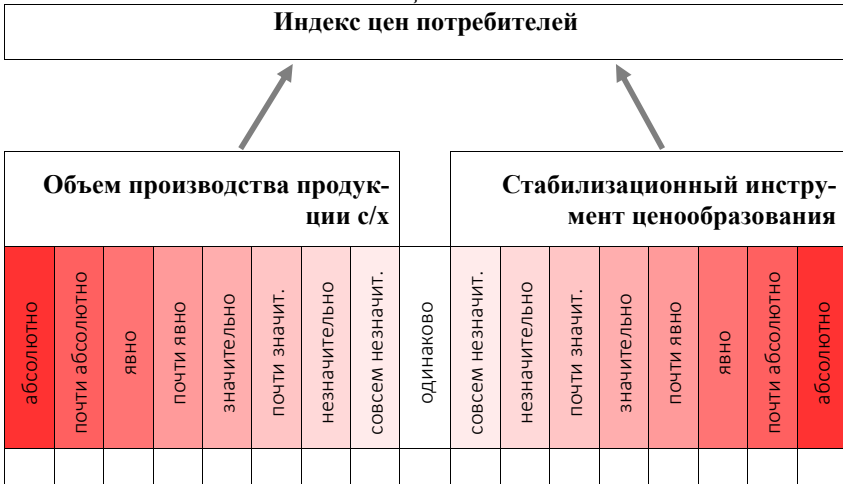 Индекс цен потребителей
Объем производства продук-
ции с/х
Стабилизационный инстру-
мент ценообразования
абсолютно
почти абсолютно
явно
почти явно
значительно
почти значит.
незначительно
совсем незначит.
одинаково
совсем незначит.
незначительно
почти значит.
значительно
почти явно
явно
почти абсолютно
абсолютно